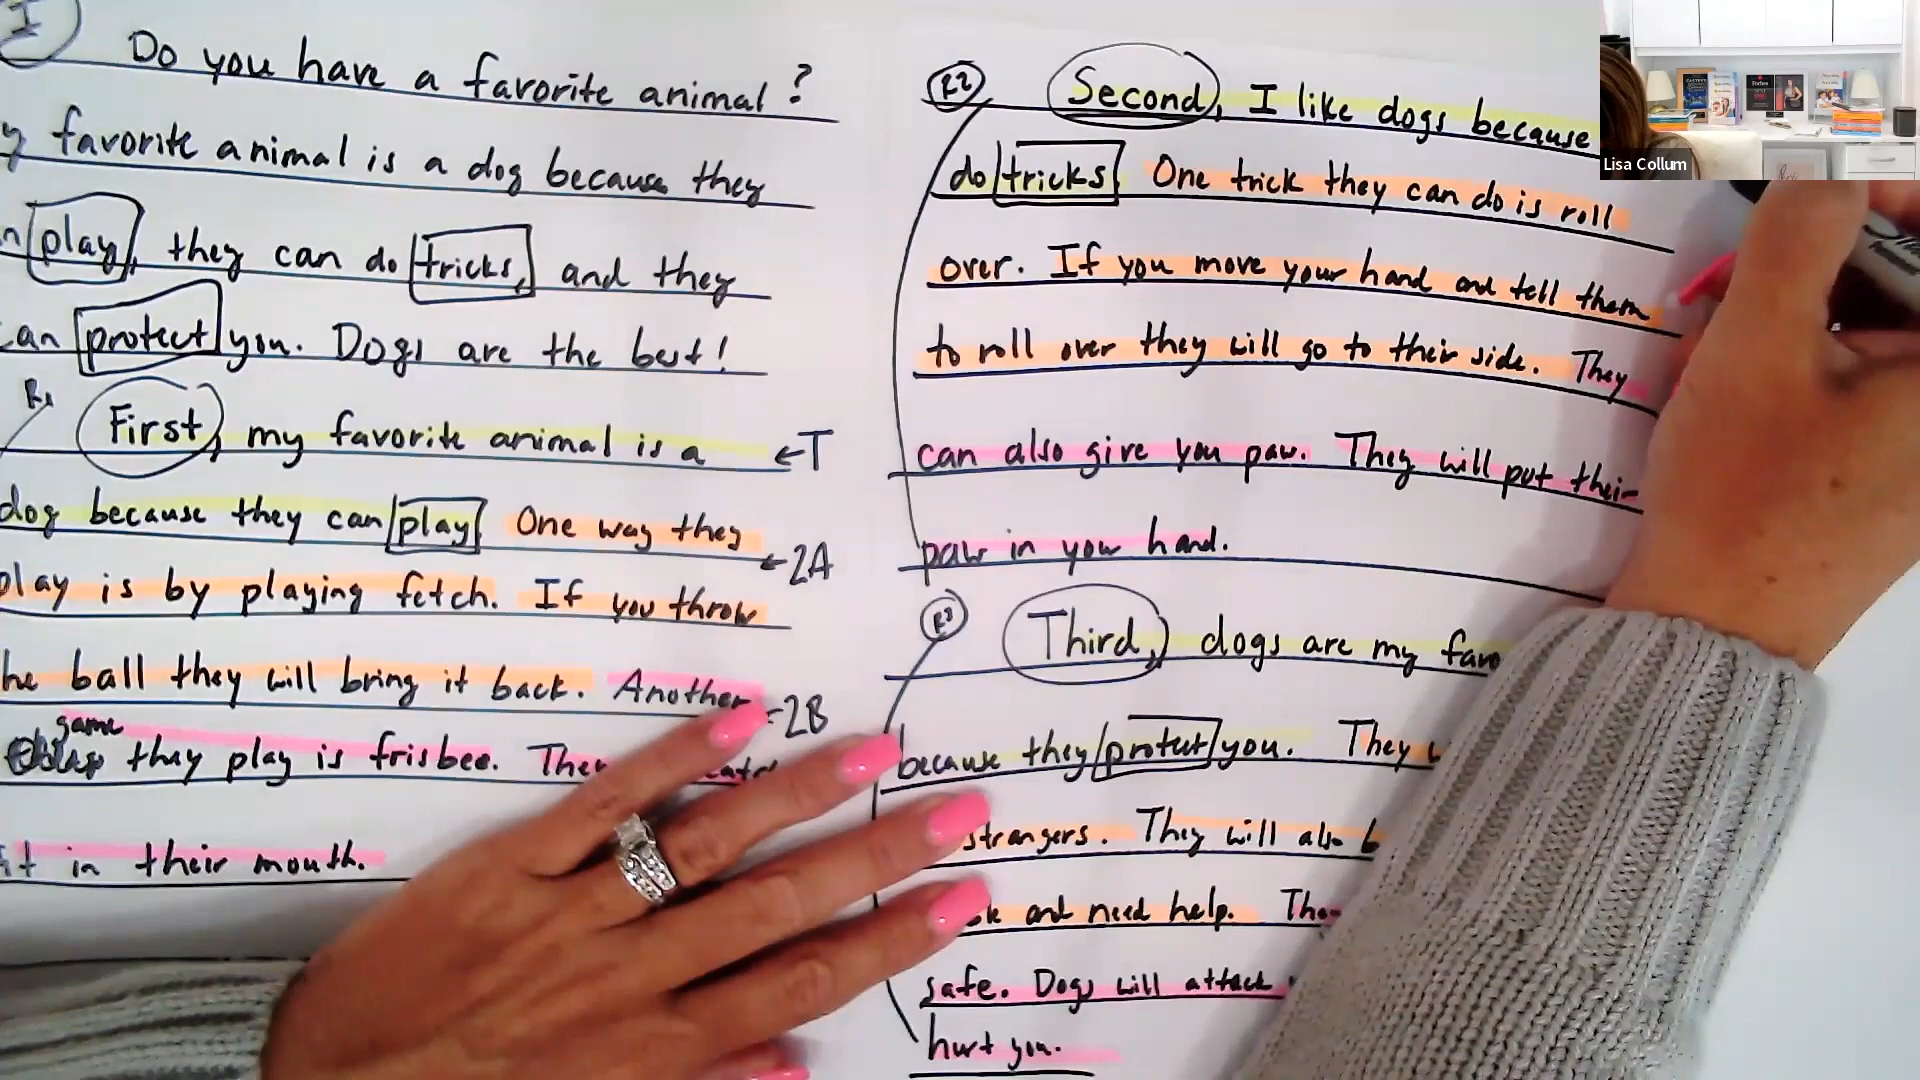 I
Do you have a favorite animal?
y favorite animal is a dog because they
n play, they can do tricks, and they
can protect you. Dogs are the best!
R1
First, my favorite animal is a ←T
dog because they can play. One way they
←2A
play is by playing fetch. If you throw
he ball they will bring it back. Another
-2B
game
they play is frisbee. They catch
it in their mouth.
R2 Second, I like dogs because
do tricks. One trick they can do is roll
over. If you move your hand and tell them
to roll over they will go to their side. They
can also give you paw. They will put their
paw in your hand.
R3 Third, dogs are my favo
because they protect you. They
strangers. They will also b
and need help. The
safe. Dogs will attack
hurt you.
Forbes
Lisa Collum